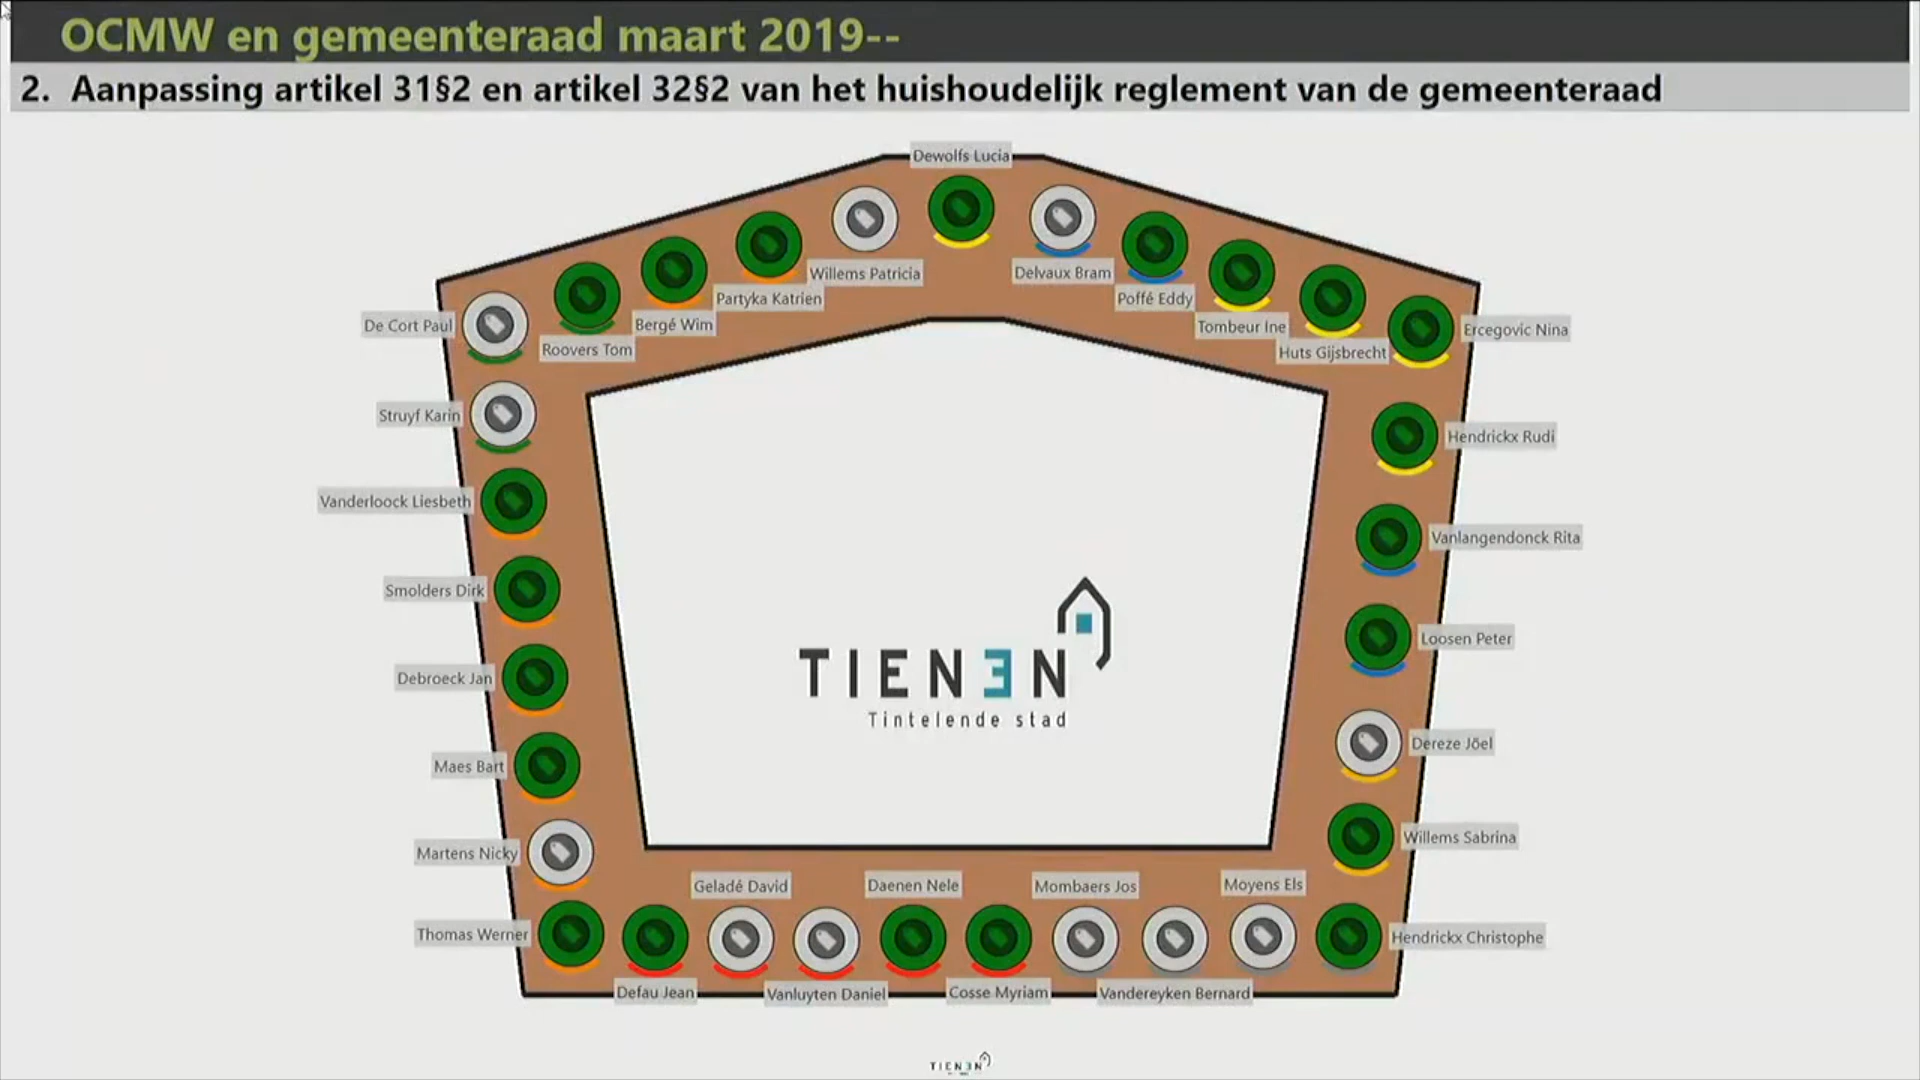 OCMW en gemeenteraad maart 2019--
2. Aanpassing artikel 31§2 en artikel 32§2 van het huishoudelijk reglement van de gemeenteraad
Dewolfs Lucia
Willems Patricia
Delvaux Bram
Partyka Katrien
Poffé Eddy
De Cort Paul
Bergé Wim
Tombeur Ine
Ercegovic Nina
Roovers Tom
Huts Gijsbrecht
Struyf Karin
Hendrickx Rudi
Vanderloock Liesbeth
Vanlangendonck Rita
Smolders Dirk
Loosen Peter
Debroeck Jan
TIENEN
Tintelende stad
Dereze Jöel
Maes Bart
Willems Sabrina
Martens Nicky
Geladé David
Daenen Nele
Mombaers Jos
Moyens Els
Thomas Werner
Hendrickx Christophe
Defau Jean
Vanluyten Daniel
Cosse Myriam
Vandereyken Bernard
TIENEN